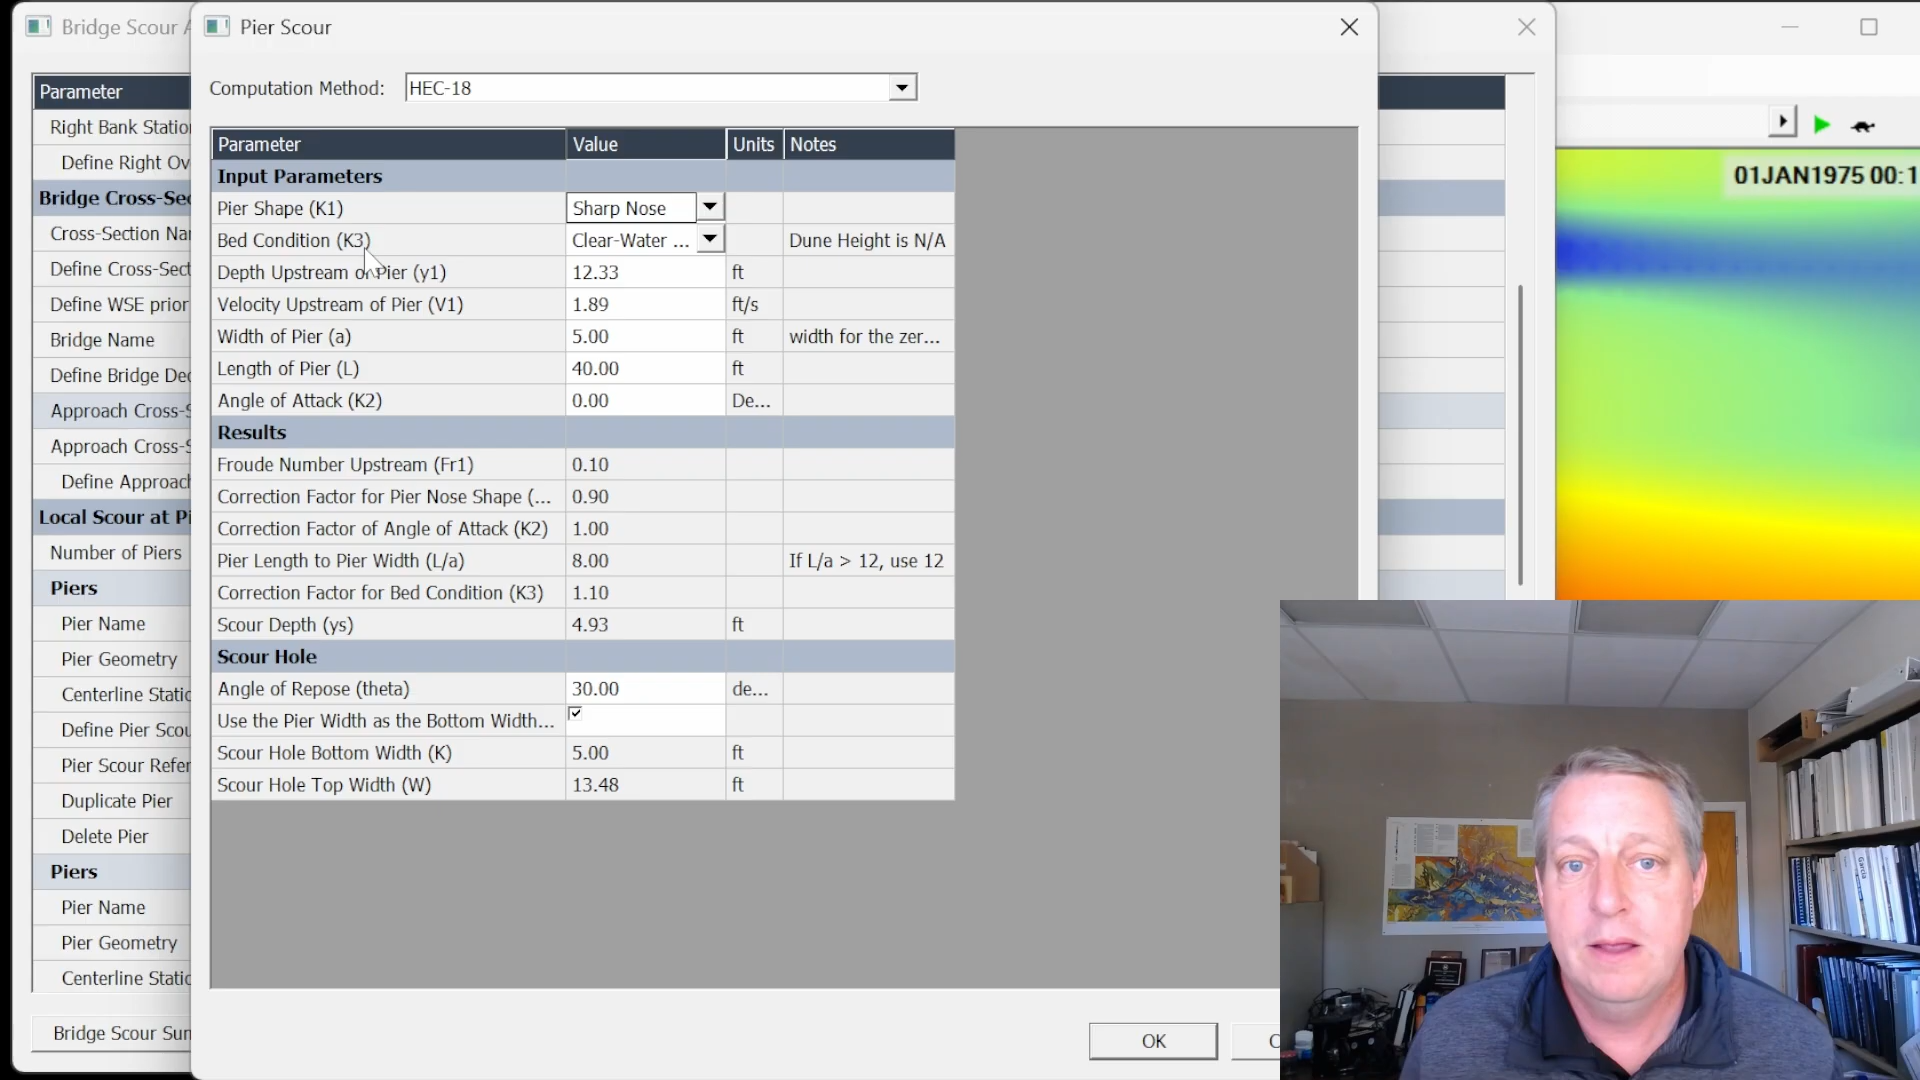 Bridge Scour A
Pier Scour
Computation Method: HEC-18
Parameter
Right Bank Statio
Define Right Ov
Bridge Cross-Sec
Cross-Section Na
Define Cross-Sect
Define WSE prior
Bridge Name
Define Bridge Dec
Approach Cross-S
Approach Cross-S
Define Approach
Local Scour at Pi
Number of Piers
Piers
Pier Name
Pier Geometry
Centerline Static
Define Pier Scou
Pier Scour Refer
Duplicate Pier
Delete Pier
Piers
Pier Name
Pier Geometry
Centerline Static
Bridge Scour Sum
Parameter Value Units Notes
Input Parameters
Pier Shape (K1) Sharp Nose
Bed Condition (K3) Clear-Water ... Dune Height is N/A
Depth Upstream of Pier (y1) 12.33 ft
Velocity Upstream of Pier (V1) 1.89 ft/s
Width of Pier (a) 5.00 ft width for the zer...
Length of Pier (L) 40.00 ft
Angle of Attack (K2) 0.00 De...
Results
Froude Number Upstream (Fr1) 0.10
Correction Factor for Pier Nose Shape (... 0.90
Correction Factor of Angle of Attack (K2) 1.00
Pier Length to Pier Width (L/a) 8.00 If L/a > 12, use 12
Correction Factor for Bed Condition (K3) 1.10
Scour Depth (ys) 4.93 ft
Scour Hole
Angle of Repose (theta) 30.00 de...
Use the Pier Width as the Bottom Width...
Scour Hole Bottom Width (K) 5.00 ft
Scour Hole Top Width (W) 13.48 ft
OK
C
01JAN1975 00:1